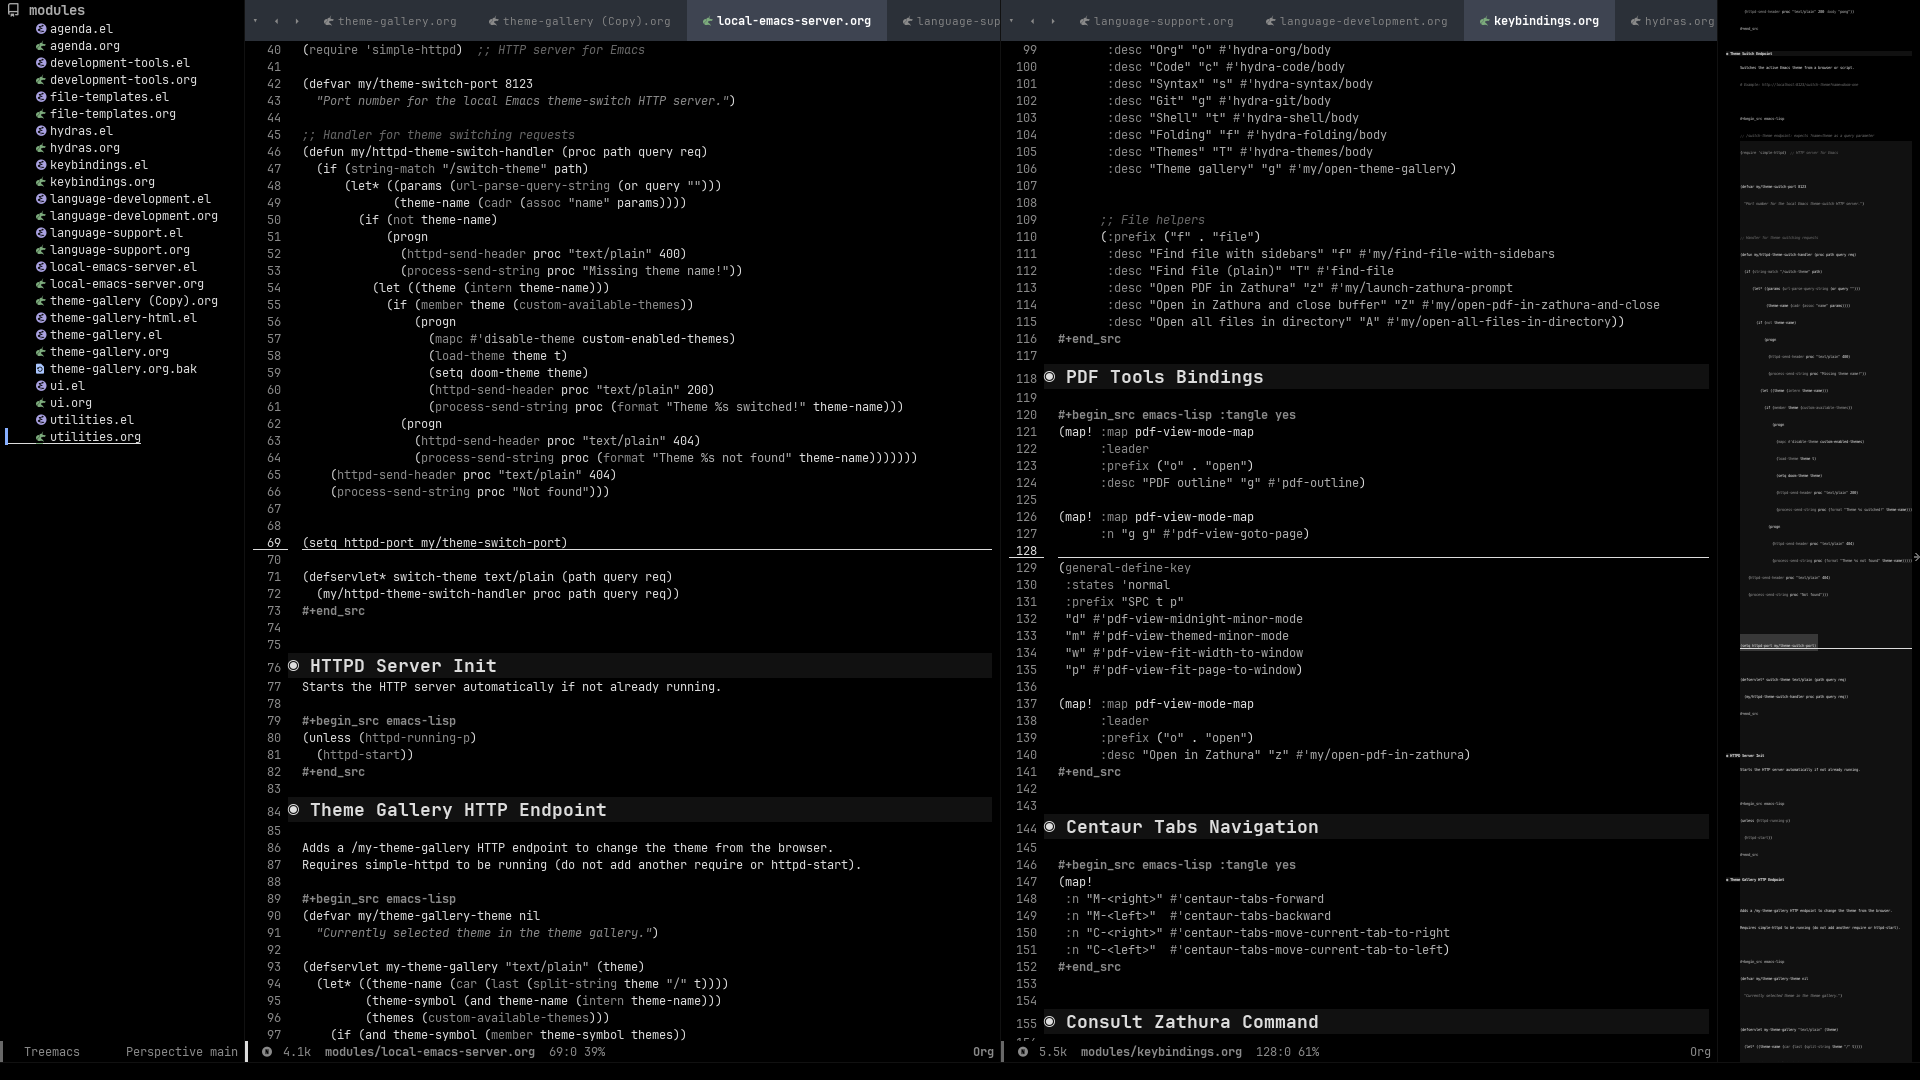 modules
agenda.el
agenda.org
development-tools.el
development-tools.org
file-templates.el
file-templates.org
hydras.el
hydras.org
keybindings.el
keybindings.org
language-development.el
language-development.org
language-support.el
language-support.org
local-emacs-server.el
local-emacs-server.org
theme-gallery (Copy).org
theme-gallery-html.el
theme-gallery.el
theme-gallery.org
theme-gallery.org.bak
ui.el
ui.org
utilities.el
utilities.org
Treemacs Perspective main
theme-gallery.org theme-gallery (Copy).org local-emacs-server.org language-sup
40 (require 'simple-httpd)  ;; HTTP server for Emacs
41
42 (defvar my/theme-switch-port 8123
43   "Port number for the local Emacs theme-switch HTTP server.")
44
45 ;; Handler for theme switching requests
46 (defun my/httpd-theme-switch-handler (proc path query req)
47   (if (string-match "/switch-theme" path)
48       (let* ((params (url-parse-query-string (or query "")))
49              (theme-name (cadr (assoc "name" params))))
50         (if (not theme-name)
51             (progn
52               (httpd-send-header proc "text/plain" 400)
53               (process-send-string proc "Missing theme name!"))
54           (let ((theme (intern theme-name)))
55             (if (member theme (custom-available-themes))
56                 (progn
57                   (mapc #'disable-theme custom-enabled-themes)
58                   (load-theme theme t)
59                   (setq doom-theme theme)
60                   (httpd-send-header proc "text/plain" 200)
61                   (process-send-string proc (format "Theme %s switched!" theme-name)))
62               (progn
63                 (httpd-send-header proc "text/plain" 404)
64                 (process-send-string proc (format "Theme %s not found" theme-name)))))))
65     (httpd-send-header proc "text/plain" 404)
66     (process-send-string proc "Not found")))
67
68
69 (setq httpd-port my/theme-switch-port)
70
71 (defservlet* switch-theme text/plain (path query req)
72   (my/httpd-theme-switch-handler proc path query req))
73 #+end_src
74
75
76 ◉ HTTPD Server Init
77 Starts the HTTP server automatically if not already running.
78
79 #+begin_src emacs-lisp
80 (unless (httpd-running-p)
81   (httpd-start))
82 #+end_src
83
84 ◉ Theme Gallery HTTP Endpoint
85
86 Adds a /my-theme-gallery HTTP endpoint to change the theme from the browser.
87 Requires simple-httpd to be running (do not add another require or httpd-start).
88
89 #+begin_src emacs-lisp
90 (defvar my/theme-gallery-theme nil
91   "Currently selected theme in the theme gallery.")
92
93 (defservlet my-theme-gallery "text/plain" (theme)
94   (let* ((theme-name (car (last (split-string theme "/" t))))
95          (theme-symbol (and theme-name (intern theme-name)))
96          (themes (custom-available-themes)))
97     (if (and theme-symbol (member theme-symbol themes))
4.1k modules/local-emacs-server.org 69:0 39% Org
language-support.org language-development.org keybindings.org hydras.org
99        :desc "Org" "o" #'hydra-org/body
100       :desc "Code" "c" #'hydra-code/body
101       :desc "Syntax" "s" #'hydra-syntax/body
102       :desc "Git" "g" #'hydra-git/body
103       :desc "Shell" "t" #'hydra-shell/body
104       :desc "Folding" "f" #'hydra-folding/body
105       :desc "Themes" "T" #'hydra-themes/body
106       :desc "Theme gallery" "g" #'my/open-theme-gallery)
107
108
109      ;; File helpers
110      (:prefix ("f" . "file")
111       :desc "Find file with sidebars" "f" #'my/find-file-with-sidebars
112       :desc "Find file (plain)" "T" #'find-file
113       :desc "Open PDF in Zathura" "z" #'my/launch-zathura-prompt
114       :desc "Open in Zathura and close buffer" "Z" #'my/open-pdf-in-zathura-and-close
115       :desc "Open all files in directory" "A" #'my/open-all-files-in-directory))
116 #+end_src
117
118 ◉ PDF Tools Bindings
119
120 #+begin_src emacs-lisp :tangle yes
121 (map! :map pdf-view-mode-map
122       :leader
123       :prefix ("o" . "open")
124       :desc "PDF outline" "g" #'pdf-outline)
125
126 (map! :map pdf-view-mode-map
127       :n "g g" #'pdf-view-goto-page)
128
129 (general-define-key
130  :states 'normal
131  :prefix "SPC t p"
132  "d" #'pdf-view-midnight-minor-mode
133  "m" #'pdf-view-themed-minor-mode
134  "w" #'pdf-view-fit-width-to-window
135  "p" #'pdf-view-fit-page-to-window)
136
137 (map! :map pdf-view-mode-map
138       :leader
139       :prefix ("o" . "open")
140       :desc "Open in Zathura" "z" #'my/open-pdf-in-zathura)
141 #+end_src
142
143
144 ◉ Centaur Tabs Navigation
145
146 #+begin_src emacs-lisp :tangle yes
147 (map!
148  :n "M-<right>" #'centaur-tabs-forward
149  :n "M-<left>"  #'centaur-tabs-backward
150  :n "C-<right>" #'centaur-tabs-move-current-tab-to-right
151  :n "C-<left>"  #'centaur-tabs-move-current-tab-to-left)
152 #+end_src
153
154
155 ◉ Consult Zathura Command
5.5k modules/keybindings.org 128:0 61% Org